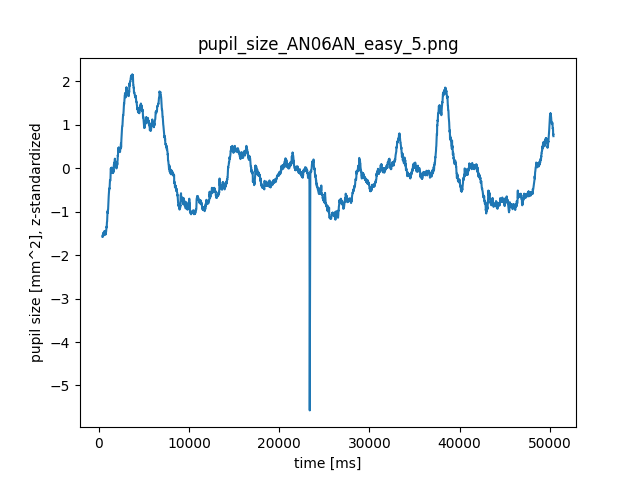 pupil_size_AN06AN_easy_5.png
pupil size [mm^2], z-standardized
2
1
0
−1
−2
−3
−4
−5
0 10000 20000 30000 40000 50000
time [ms]